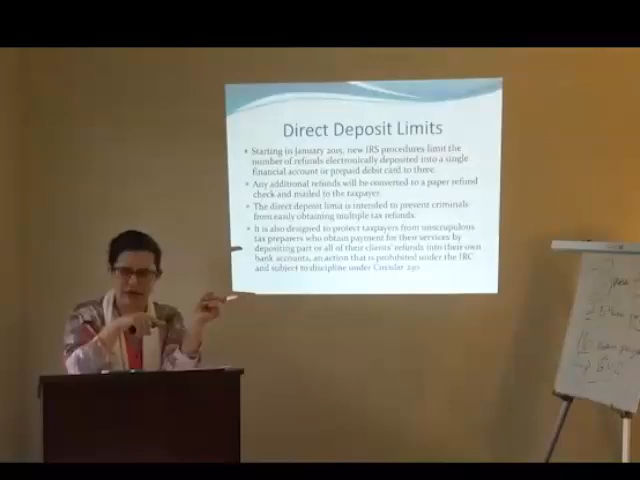 Direct Deposit Limits
• Starting in January 2015, new IRS procedures limit the
number of refunds electronically deposited into a single
financial account or prepaid debit card to three.
• Any additional refunds will be converted to a paper refund
check and mailed to the taxpayer.
• The direct deposit limit is intended to prevent criminals
from easily obtaining multiple tax refunds.
• It is also designed to protect taxpayers from unscrupulous
tax preparers who obtain payment for their services by
depositing part or all of their clients' refunds into their own
bank accounts, an action that is prohibited under the IRC
and subject to discipline under Circular 230